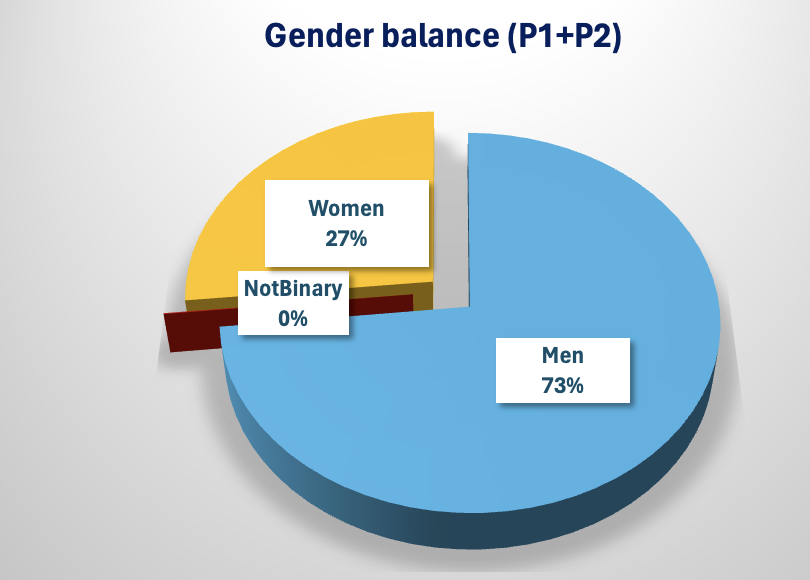 Gender balance (P1+P2)
Women
27%
NotBinary
0%
Men
73%